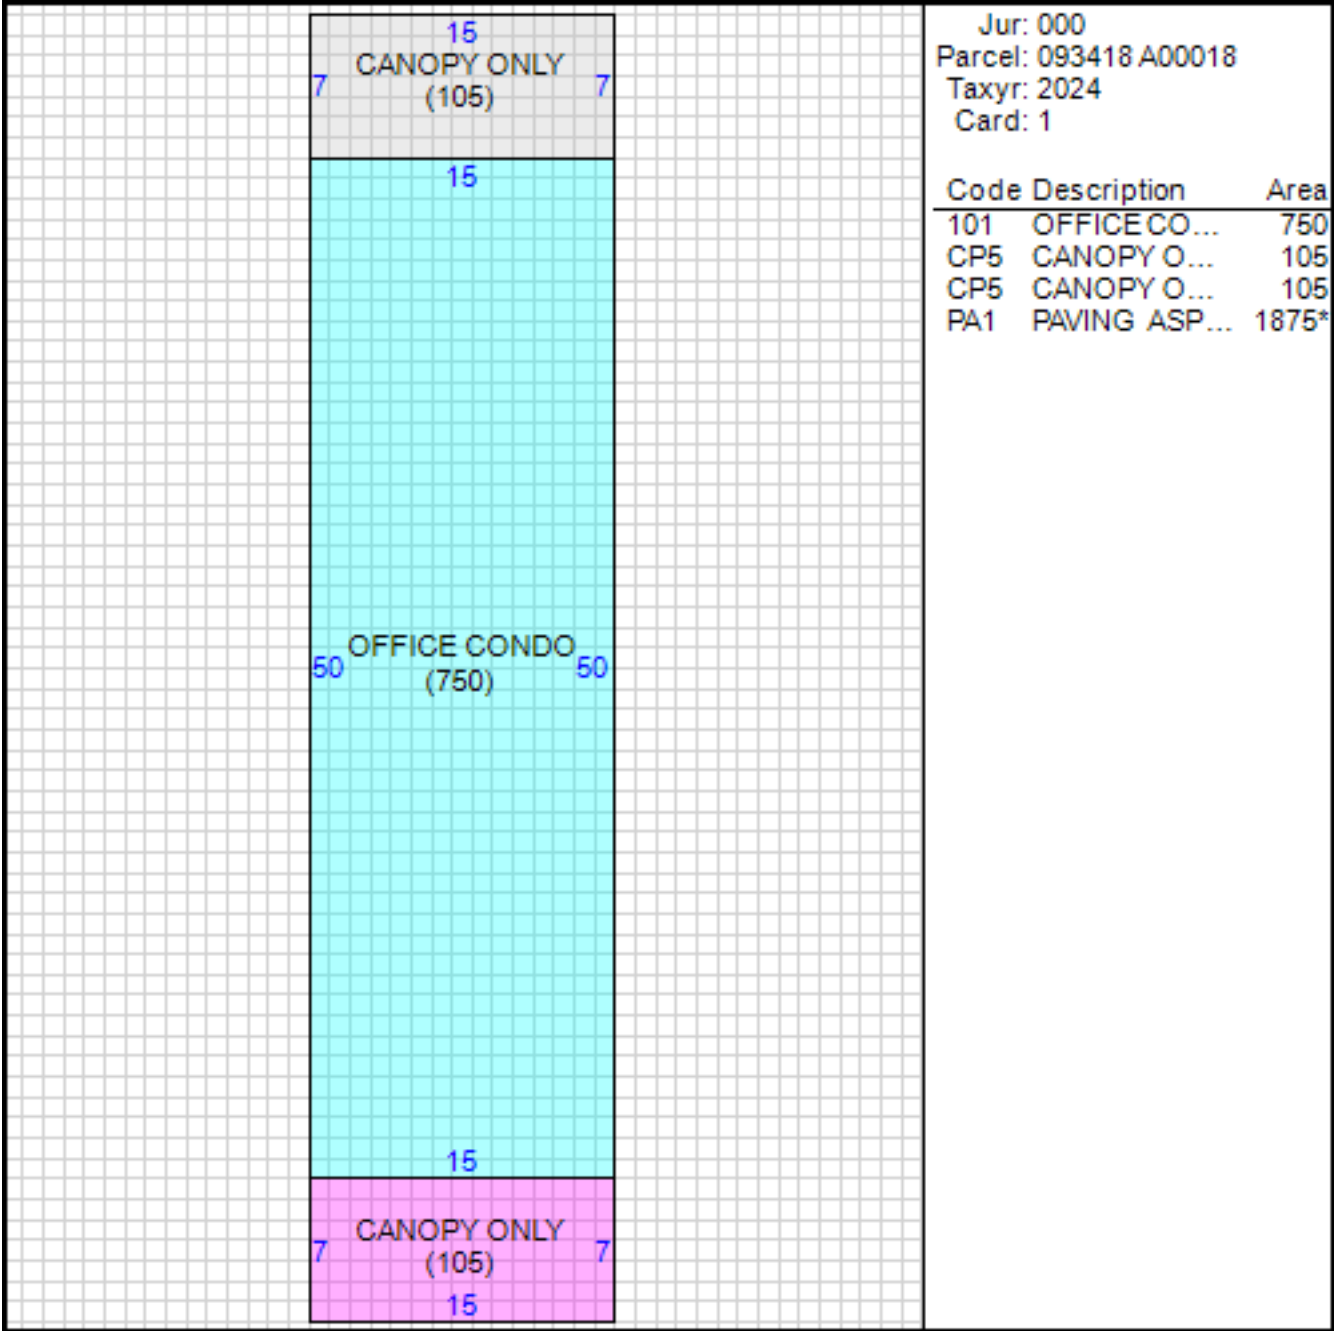 15
CANOPY ONLY
7 (105) 7
15
OFFICE CONDO
50 (750) 50
15
CANOPY ONLY
7 (105) 7
15
Jur: 000
Parcel: 093418 A00018
Taxyr: 2024
Card: 1
Code Description Area
101 OFFICE CO... 750
CP5 CANOPY O... 105
CP5 CANOPY O... 105
PA1 PAVING ASP... 1875*